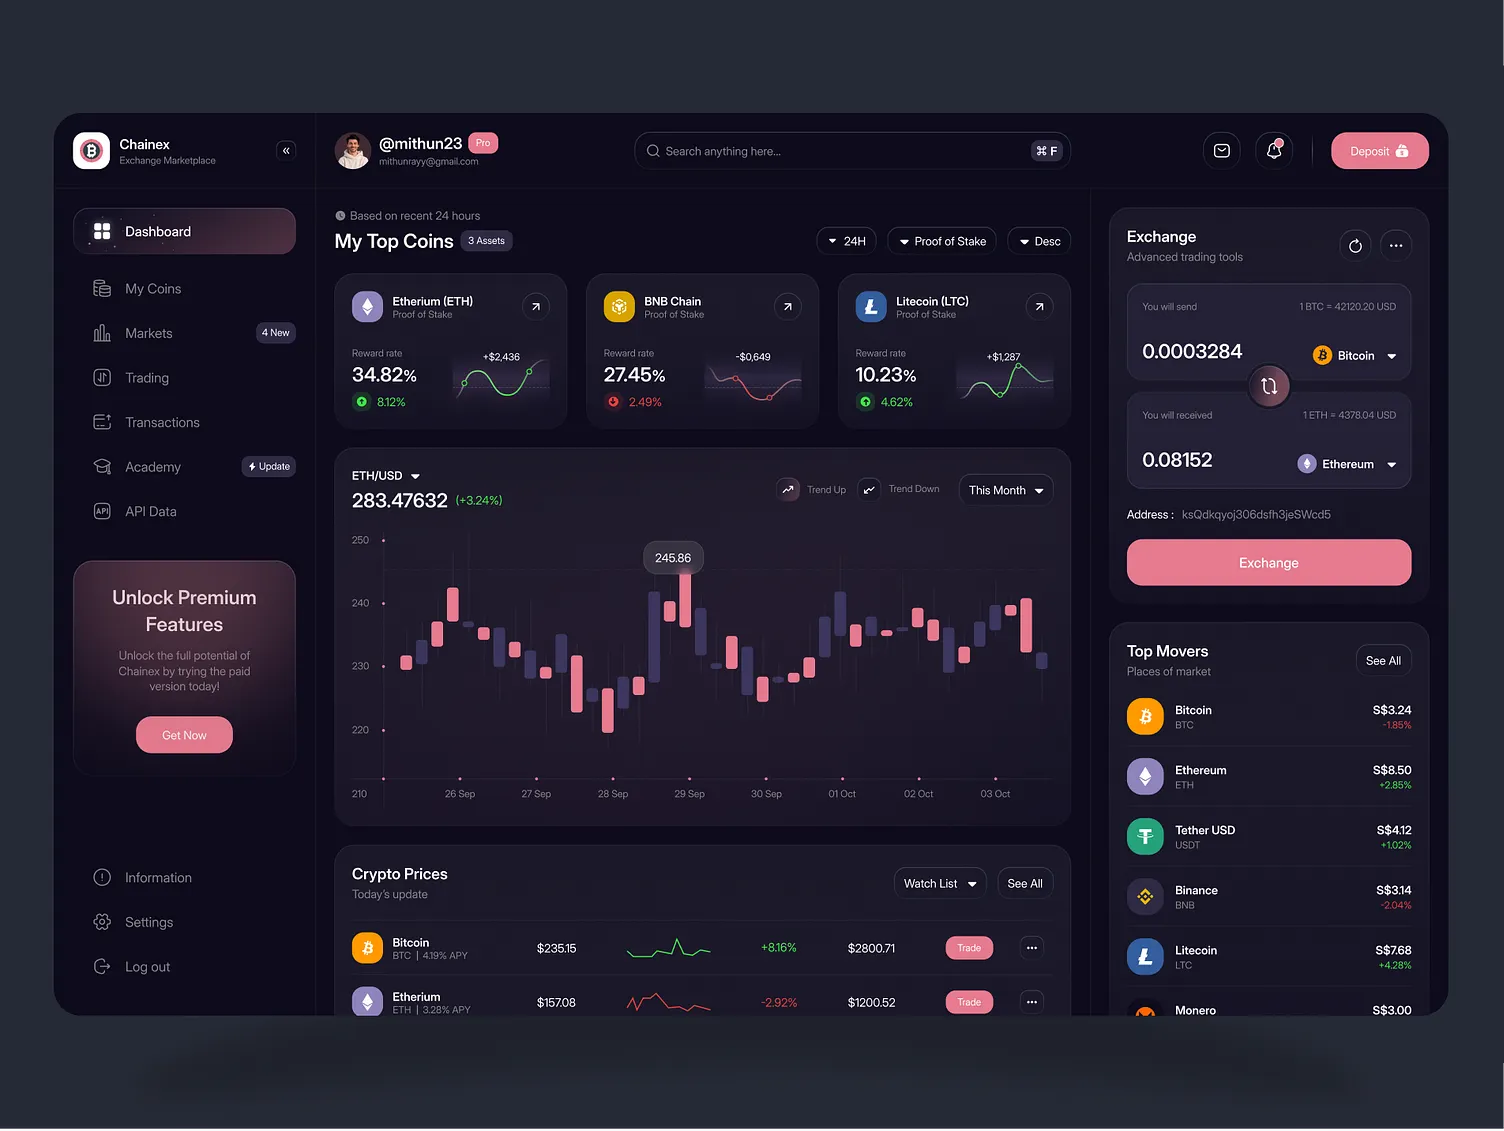 Chainex
Exchange Marketplace
«
@mithun23 Pro
mithunrayy@gmail.com
Search anything here...
⌘ F
Deposit
Dashboard
My Coins
Markets
4 New
Trading
Transactions
Academy
Update
API
API Data
Unlock Premium
Features
Unlock the full potential of
Chainex by trying the paid
version today!
Get Now
Information
Settings
Log out
Based on recent 24 hours
My Top Coins 3 Assets
24H
Proof of Stake
Desc
Etherium (ETH)
Proof of Stake
Reward rate
34.82%
8.12%
+$2,436
BNB Chain
Proof of Stake
Reward rate
27.45%
2.49%
-$0,649
Litecoin (LTC)
Proof of Stake
Reward rate
10.23%
4.62%
+$1,287
ETH/USD
283.47632 (+3.24%)
Trend Up
Trend Down
This Month
250
240
230
220
210
245.86
26 Sep
27 Sep
28 Sep
29 Sep
30 Sep
01 Oct
02 Oct
03 Oct
Crypto Prices
Today's update
Watch List
See All
Bitcoin
BTC | 4.19% APY
$235.15
+8.16%
$2800.71
Trade
Etherium
ETH | 3.28% APY
$157.08
-2.92%
$1200.52
Trade
Exchange
Advanced trading tools
You will send
1 BTC = 42120.20 USD
0.0003284
Bitcoin
You will received
1 ETH = 4378.04 USD
0.08152
Ethereum
Address : ksQdkqyoj306dsfh3jeSWcd5
Exchange
Top Movers
Places of market
See All
Bitcoin
BTC
S$3.24
-1.85%
Ethereum
ETH
S$8.50
+2.85%
Tether USD
USDT
S$4.12
+1.02%
Binance
BNB
S$3.14
-2.04%
Litecoin
LTC
S$7.68
+4.28%
Monero
S$3.00